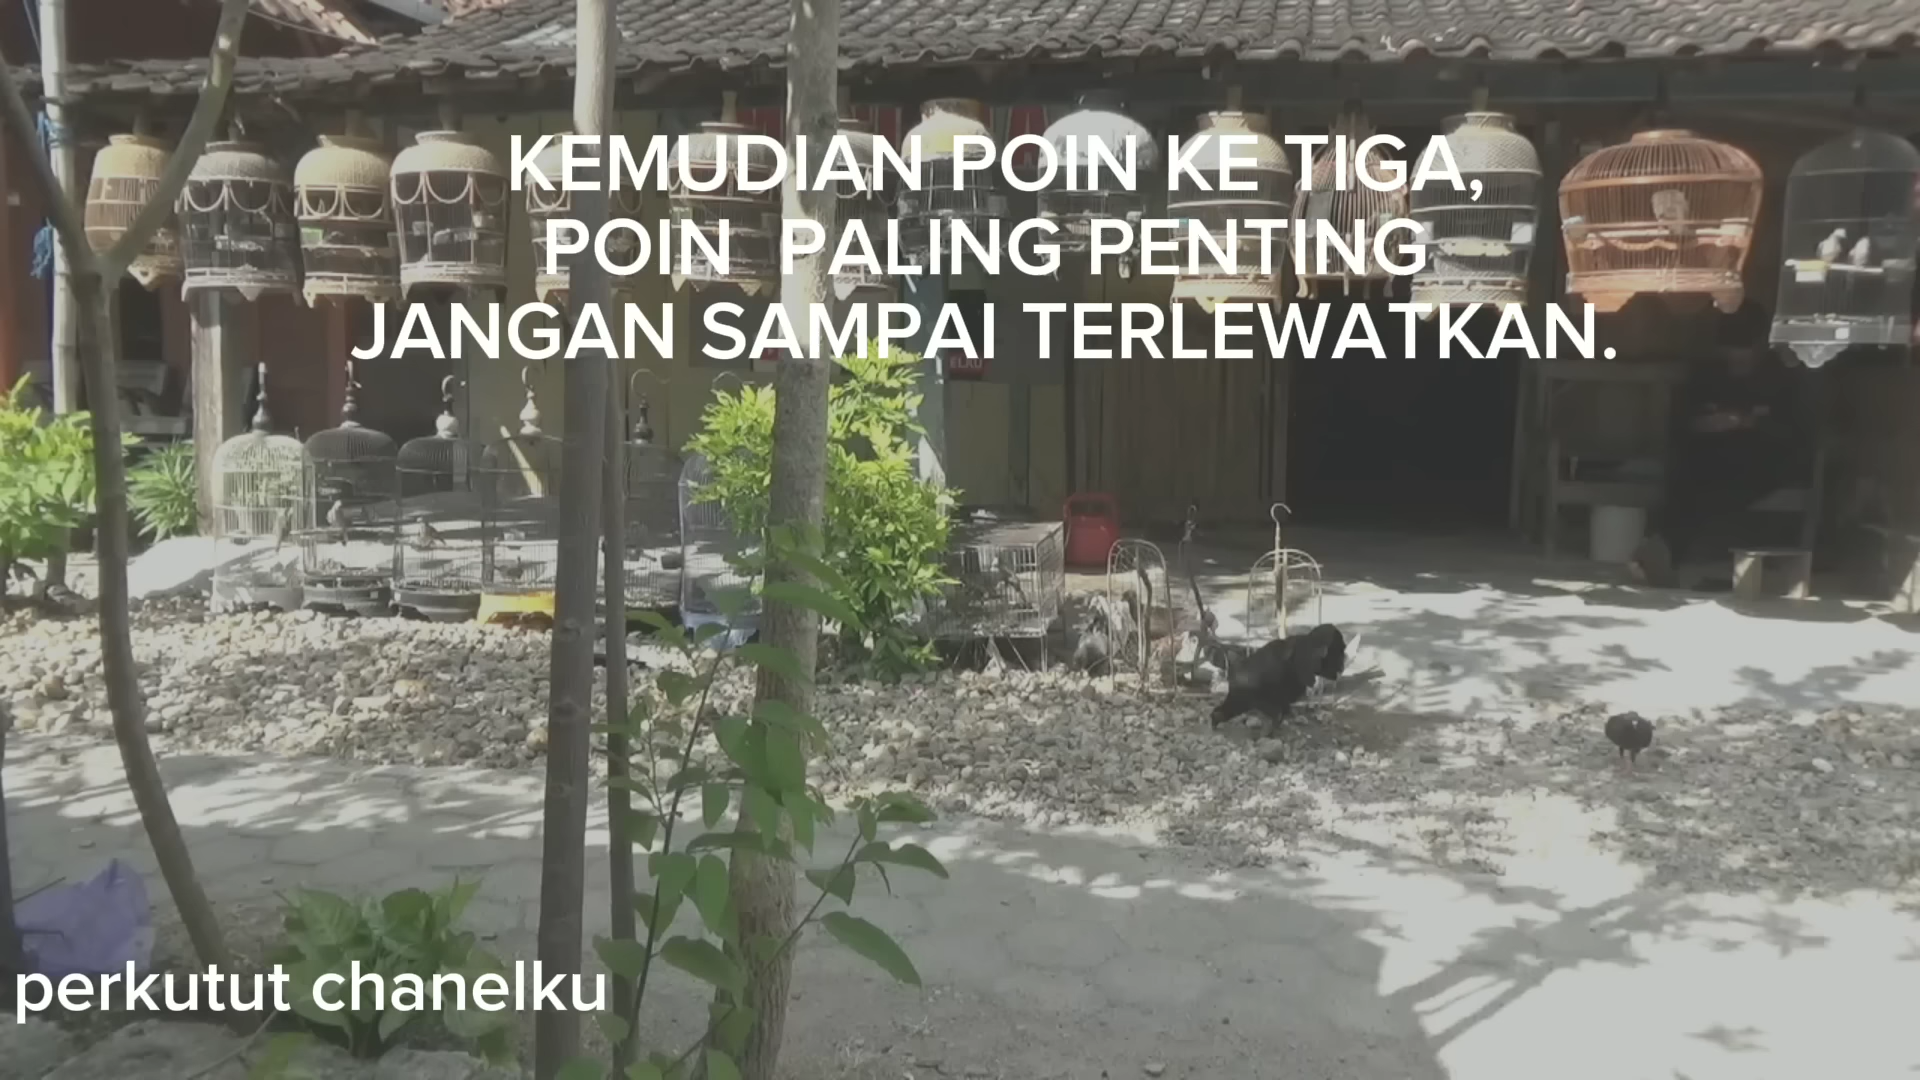 KEMUDIAN POIN KE TIGA,
POIN  PALING PENTING
JANGAN SAMPAI TERLEWATKAN.
perkutut chanelku